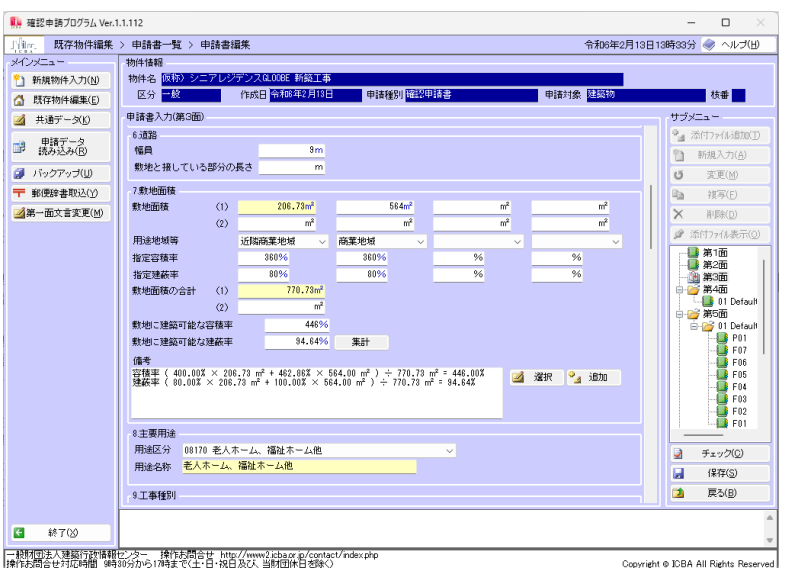 確認申請プログラム Ver.1.1.112
既存物件編集 > 申請書一覧 > 申請書編集
令和6年2月13日13時33分
ヘルプ(H)
メインメニュー
新規物件入力(N)
既存物件編集(E)
共通データ(K)
申請データ
読み込み(R)
バックアップ(U)
郵便辞書取込(Y)
第一面文言変更(M)
終了(X)
物件情報
物件名 (仮称) シニアレジデンスGLOOBE 新築工事
区分 一般 作成日 令和6年2月13日 申請種別 確認申請書 申請対象 建築物 枝番
申請書入力(第3面)
6.道路
幅員 9m
敷地と接している部分の長さ m
7.敷地面積
敷地面積 (1) 206.73m² 564m² m² m²
(2) m² m² m² m²
用途地域等 近隣商業地域 商業地域
指定容積率 360% 360% % %
指定建蔽率 80% 80% % %
敷地面積の合計 (1) 770.73m²
(2) m²
敷地に建築可能な容積率 446%
敷地に建築可能な建蔽率 94.64% 集計
備考
容積率 ( 400.00% × 206.73 m² + 462.86% × 564.00 m² ) ÷ 770.73 m² = 446.00%
建蔽率 ( 80.00% × 206.73 m² + 100.00% × 564.00 m² ) ÷ 770.73 m² = 94.64%
選択 追加
8.主要用途
用途区分 08170 老人ホーム、福祉ホーム他
用途名称 老人ホーム、福祉ホーム他
9.工事種別
サブメニュー
添付ファイル追加(T)
新規入力(A)
変更(M)
複写(F)
削除(D)
添付ファイル表示(O)
第1面
第2面
第3面
第4面
01 Default
第5面
01 Default
P01
F07
F06
F05
F04
F03
F02
F01
チェック(C)
保存(S)
戻る(B)
一般財団法人建築行政情報センター 操作お問合せ http://www2.icba.or.jp/contact/index.php
操作お問合せ対応時間 9時30分から17時まで(土・日・祝日及び、当財団休日を除く)
Copyright © ICBA All Rights Reserved